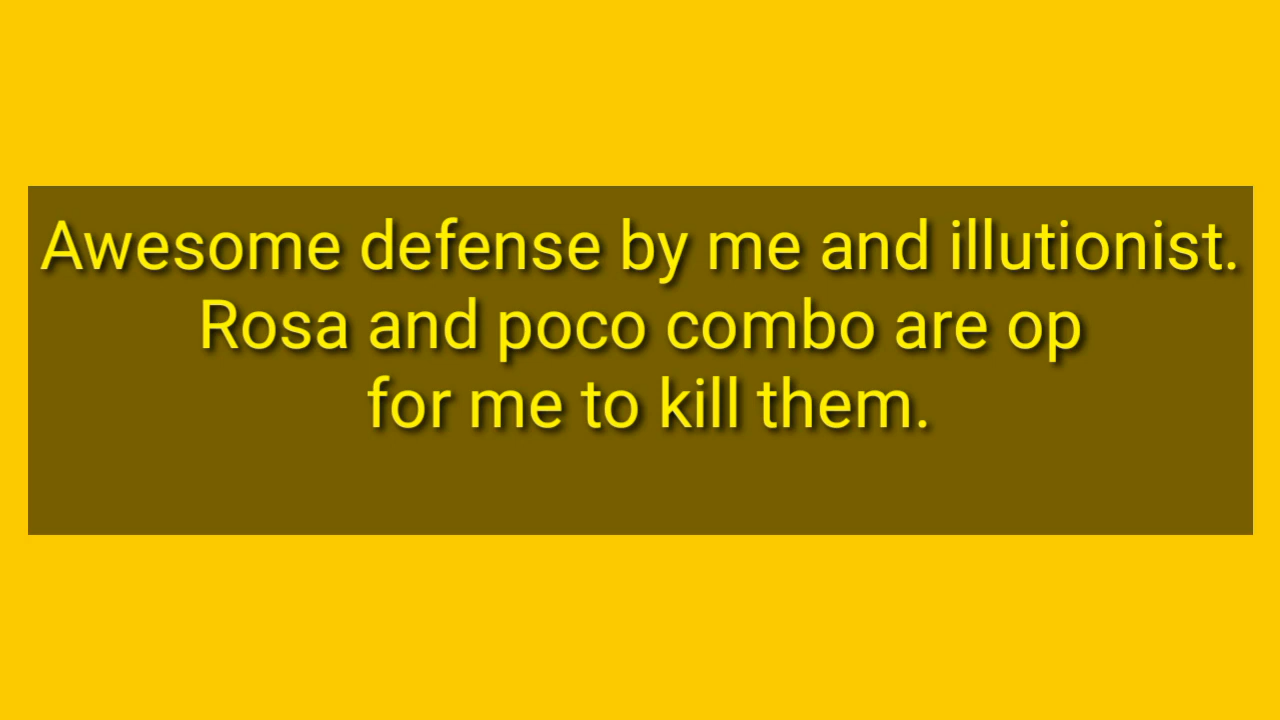 Awesome defense by me and illutionist.
Rosa and poco combo are op
for me to kill them.